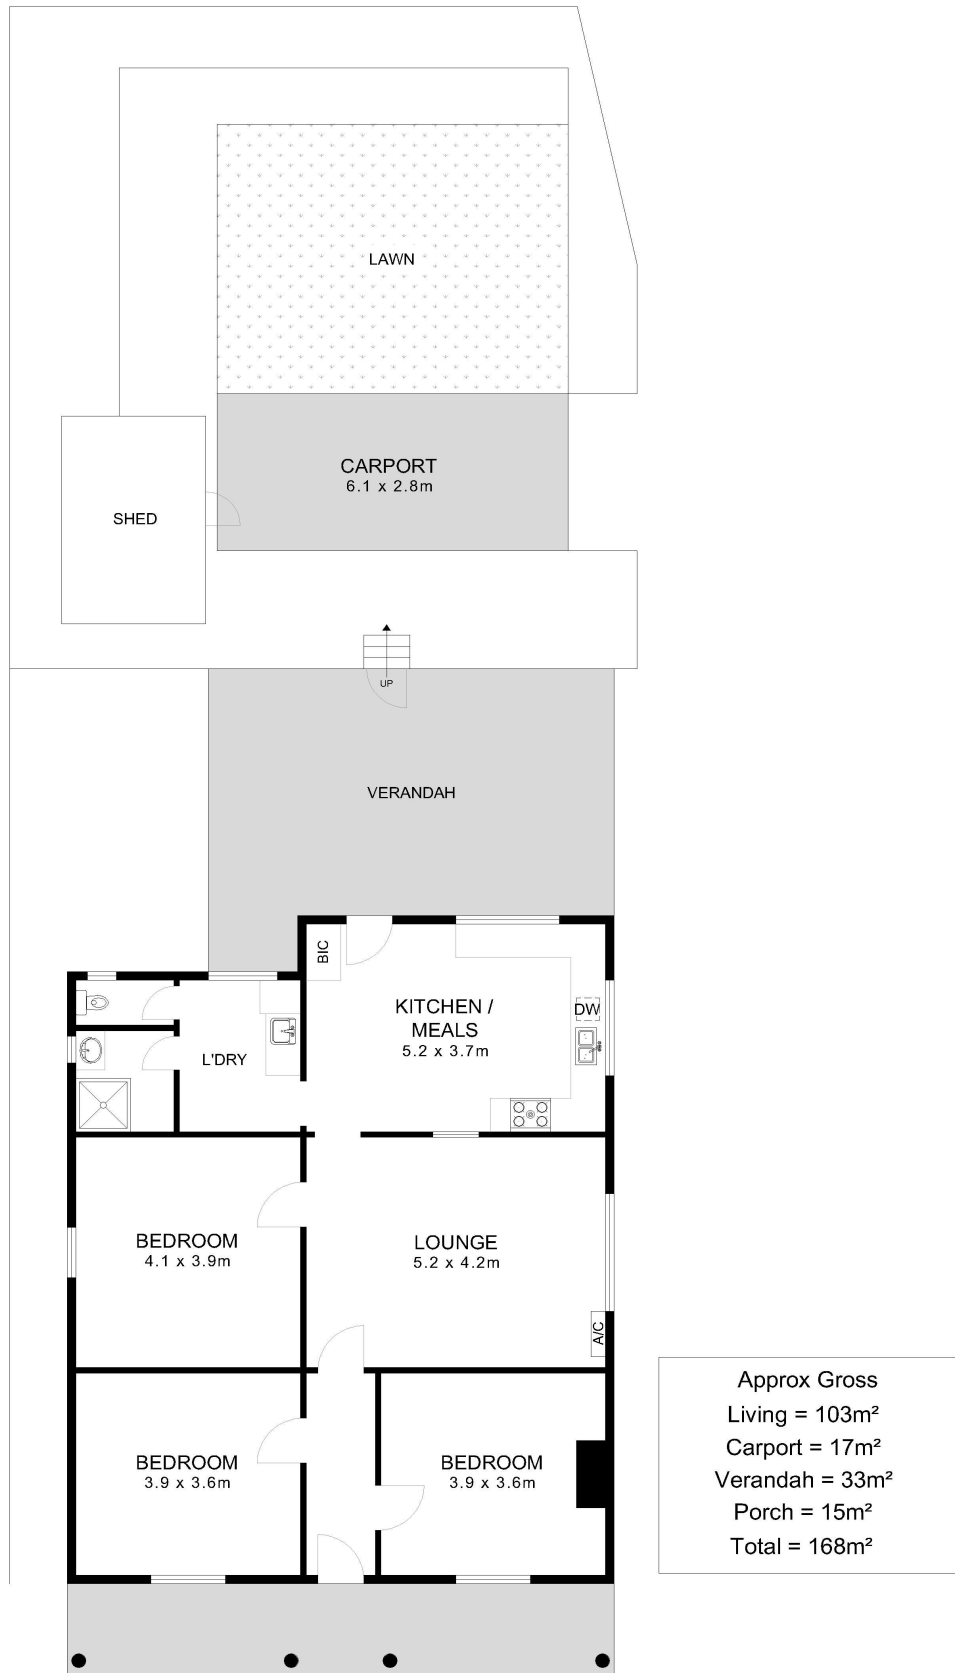 LAWN
CARPORT
6.1 x 2.8m
SHED
UP
VERANDAH
BIC
KITCHEN /
MEALS
5.2 x 3.7m
DW
L'DRY
BEDROOM
4.1 x 3.9m
LOUNGE
5.2 x 4.2m
A/C
BEDROOM
3.9 x 3.6m
BEDROOM
3.9 x 3.6m
Approx Gross
Living = 103m²
Carport = 17m²
Verandah = 33m²
Porch = 15m²
Total = 168m²